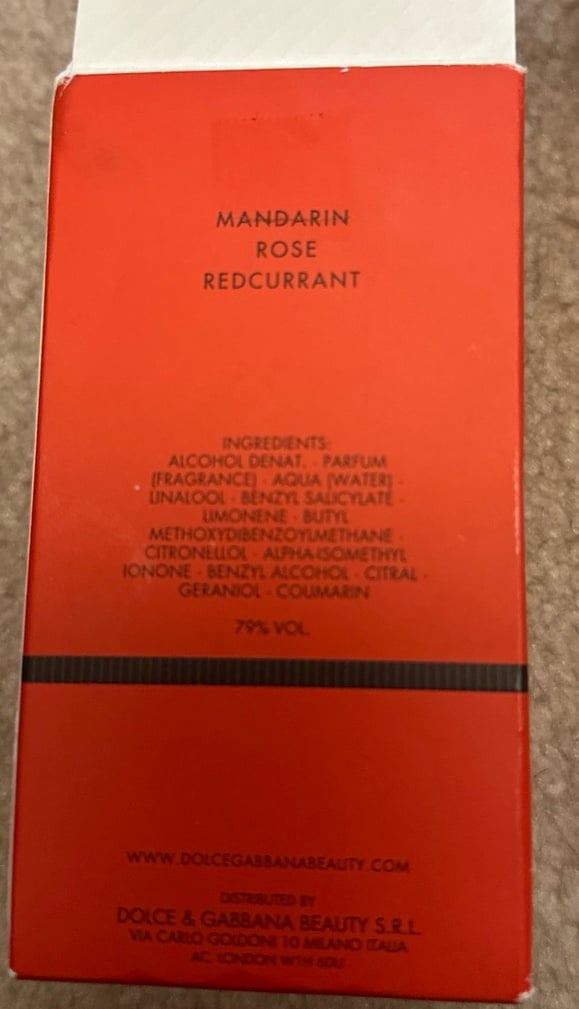 MANDARIN
ROSE
REDCURRANT
INGREDIENTS:
ALCOHOL DENAT. · PARFUM
(FRAGRANCE) · AQUA (WATER) ·
LINALOOL · BENZYL SALICYLATE ·
LIMONENE · BUTYL
METHOXYDIBENZOYLMETHANE ·
CITRONELLOL · ALPHA-ISOMETHYL
IONONE · BENZYL ALCOHOL · CITRAL ·
GERANIOL · COUMARIN
79% VOL.
WWW.DOLCEGABBANABEAUTY.COM
DISTRIBUTED BY
DOLCE & GABBANA BEAUTY S.R.L.
VIA CARLO GOLDONI 10 MILANO ITALIA
AC. LONDON W1H 6DU